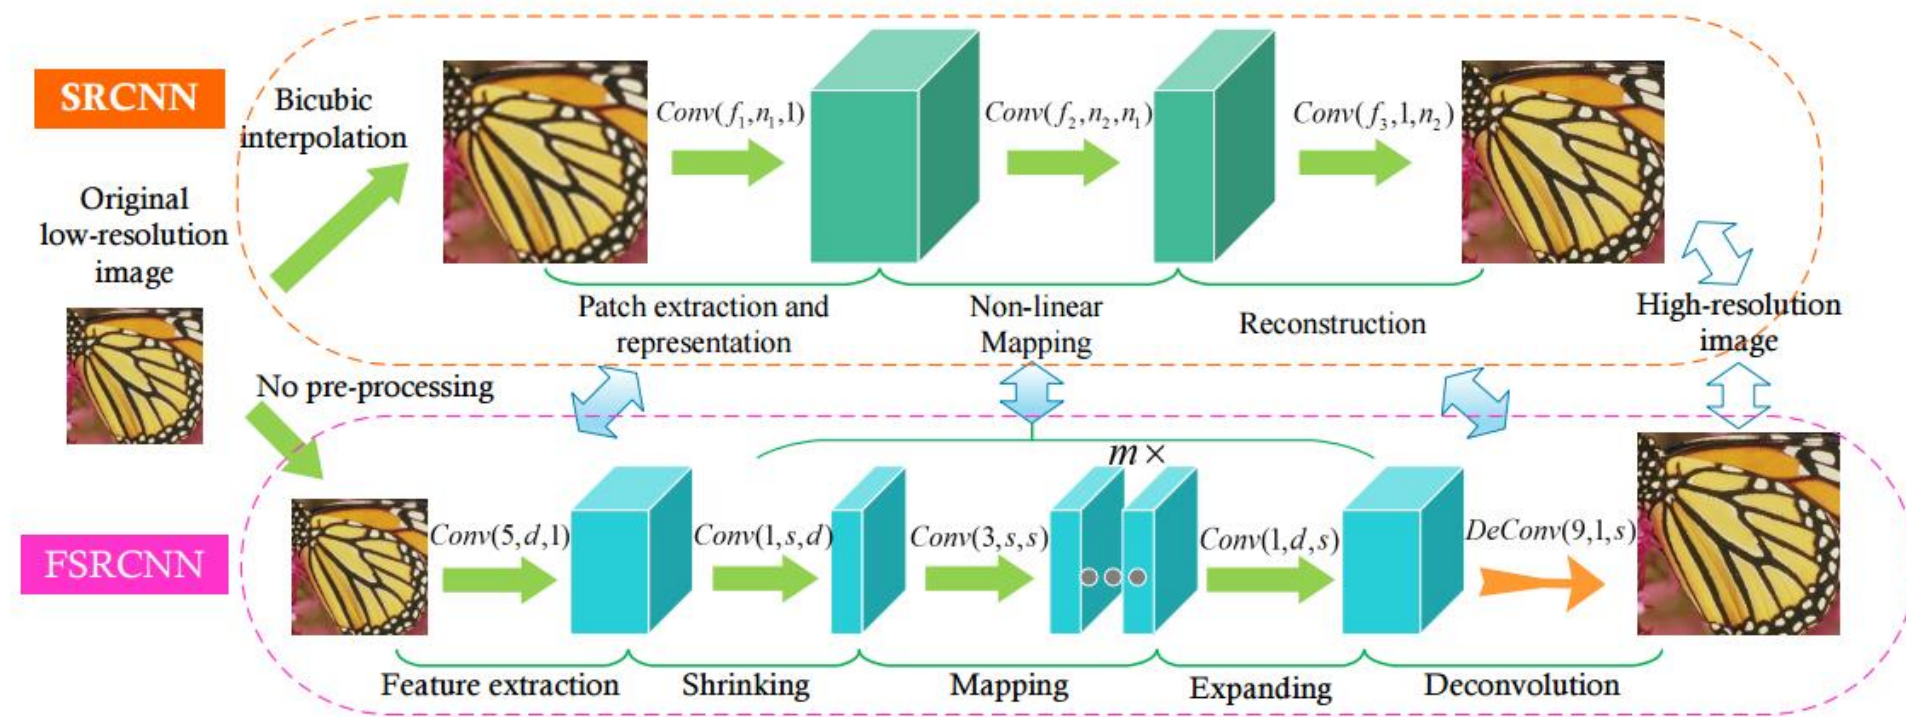 SRCNN
Bicubic
interpolation
Conv(f₁,n₁,1)
Conv(f₂,n₂,n₁)
Conv(f₃,1,n₂)
Original
low-resolution
image
Patch extraction and
representation
Non-linear
Mapping
Reconstruction
High-resolution
image
No pre-processing
m×
FSRCNN
Conv(5,d,1)
Conv(1,s,d)
Conv(3,s,s)
Conv(1,d,s)
DeConv(9,1,s)
Feature extraction
Shrinking
Mapping
Expanding
Deconvolution